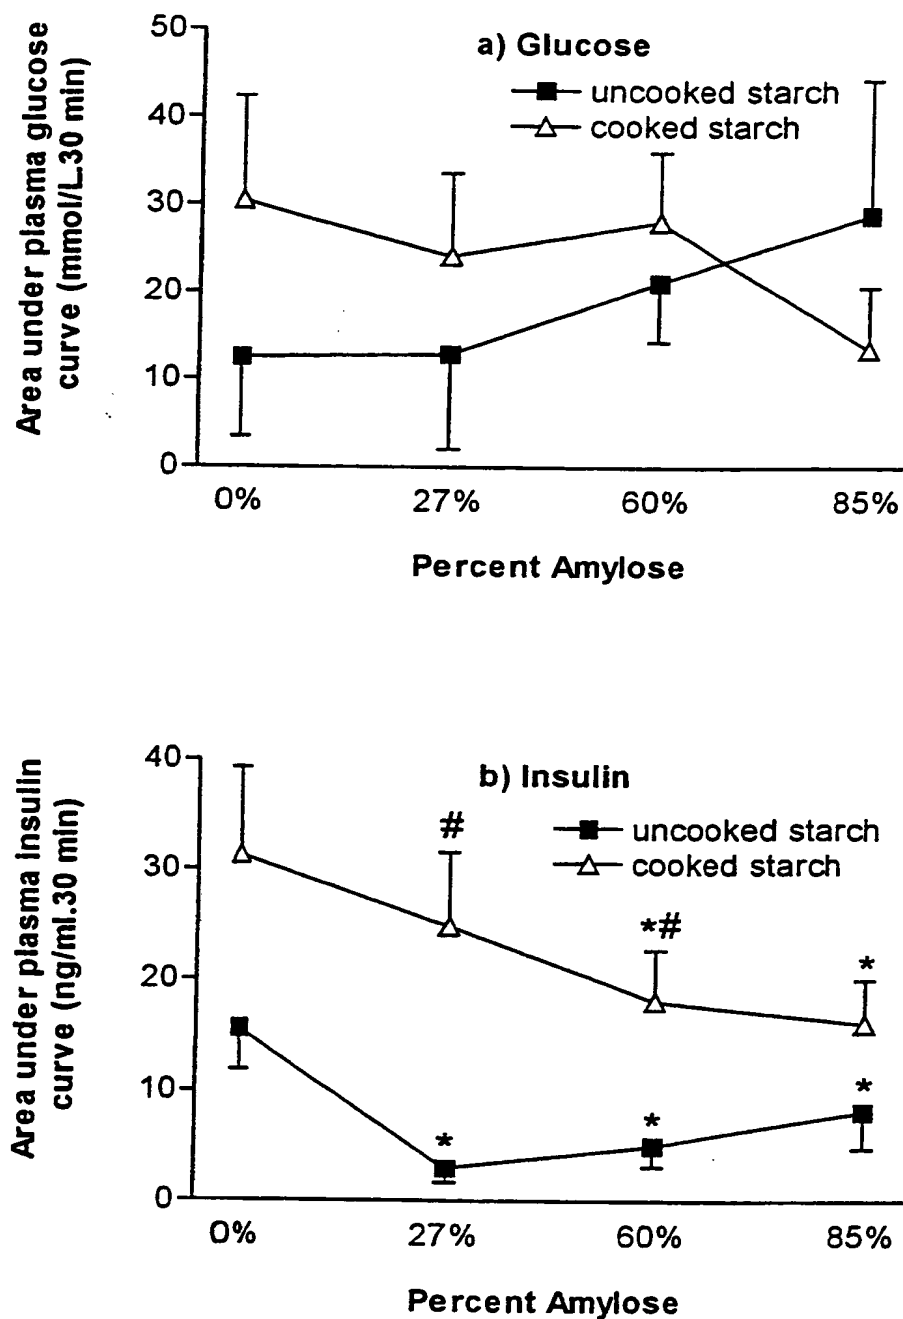 a) Glucose
uncooked starch
cooked starch
Area under plasma glucose
curve (mmol/L.30 min)
50
40
30
20
10
0
0% 27% 60% 85%
Percent Amylose
b) Insulin
uncooked starch
cooked starch
Area under plasma insulin
curve (ng/ml.30 min)
40
30
20
10
0
#
*#
*
*
*
*
0% 27% 60% 85%
Percent Amylose